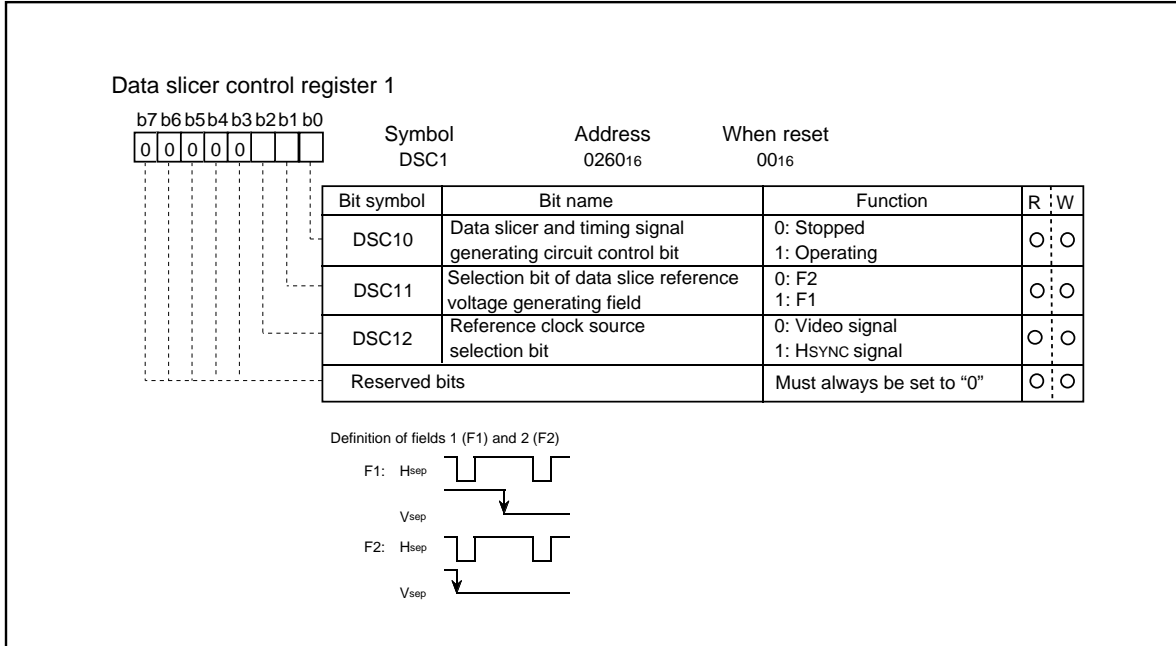 Data slicer control register 1
b7 b6 b5 b4 b3 b2 b1 b0
0 0 0 0 0
Symbol Address When reset
DSC1 026016 0016
Bit symbol Bit name Function R W
DSC10 Data slicer and timing signal generating circuit control bit 0: Stopped 1: Operating
DSC11 Selection bit of data slice reference voltage generating field 0: F2 1: F1
DSC12 Reference clock source selection bit 0: Video signal 1: HSYNC signal
Reserved bits Must always be set to “0”
Definition of fields 1 (F1) and 2 (F2)
F1: Hsep
Vsep
F2: Hsep
Vsep